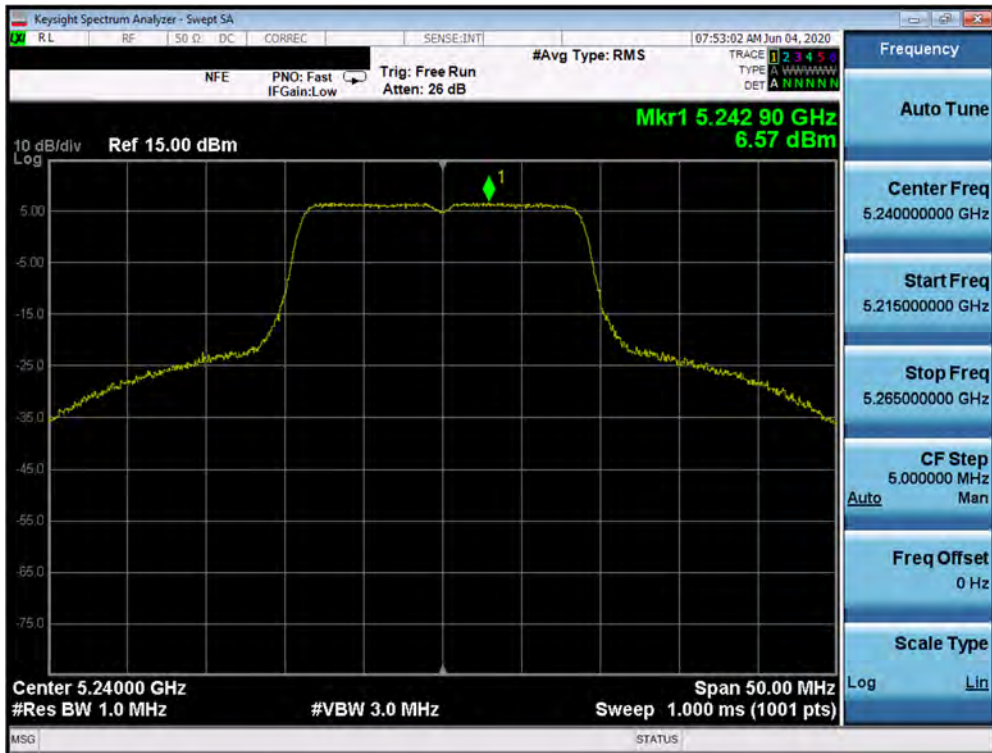 Keysight Spectrum Analyzer - Swept SA
LXI RL RF 50 Ω DC CORREC SENSE:INT 07:53:02 AM Jun 04, 2020
#Avg Type: RMS TRACE 1 2 3 4 5 6
NFE PNO: Fast Trig: Free Run TYPE A WWWWW
IFGain:Low Atten: 26 dB DET A N N N N N
Mkr1 5.242 90 GHz
6.57 dBm
10 dB/div Ref 15.00 dBm
Log
1
5.00
-5.00
-15.0
-25.0
-35.0
-45.0
-55.0
-65.0
-75.0
Center 5.24000 GHz Span 50.00 MHz
#Res BW 1.0 MHz #VBW 3.0 MHz Sweep 1.000 ms (1001 pts)
MSG STATUS
Frequency
Auto Tune
Center Freq
5.240000000 GHz
Start Freq
5.215000000 GHz
Stop Freq
5.265000000 GHz
CF Step
5.000000 MHz
Auto Man
Freq Offset
0 Hz
Scale Type
Log Lin